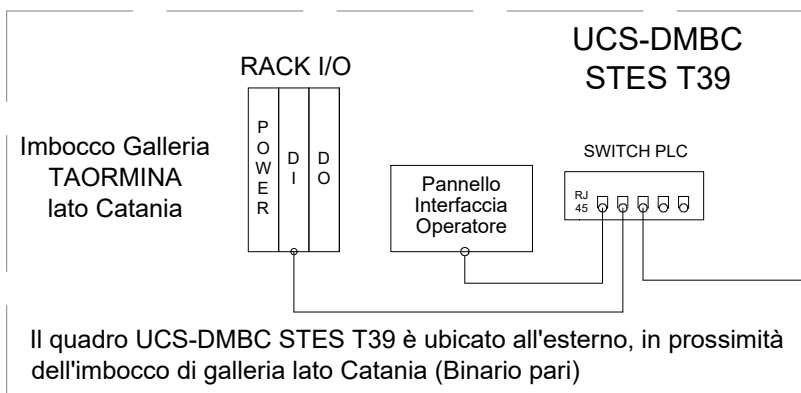 UCS-DMBC
STES T39
RACK I/O
Imbocco Galleria
TAORMINA
lato Catania
POWER
DI
DO
Pannello
Interfaccia
Operatore
SWITCH PLC
RJ
45
Il quadro UCS-DMBC STES T39 è ubicato all'esterno, in prossimità
dell'imbocco di galleria lato Catania (Binario pari)